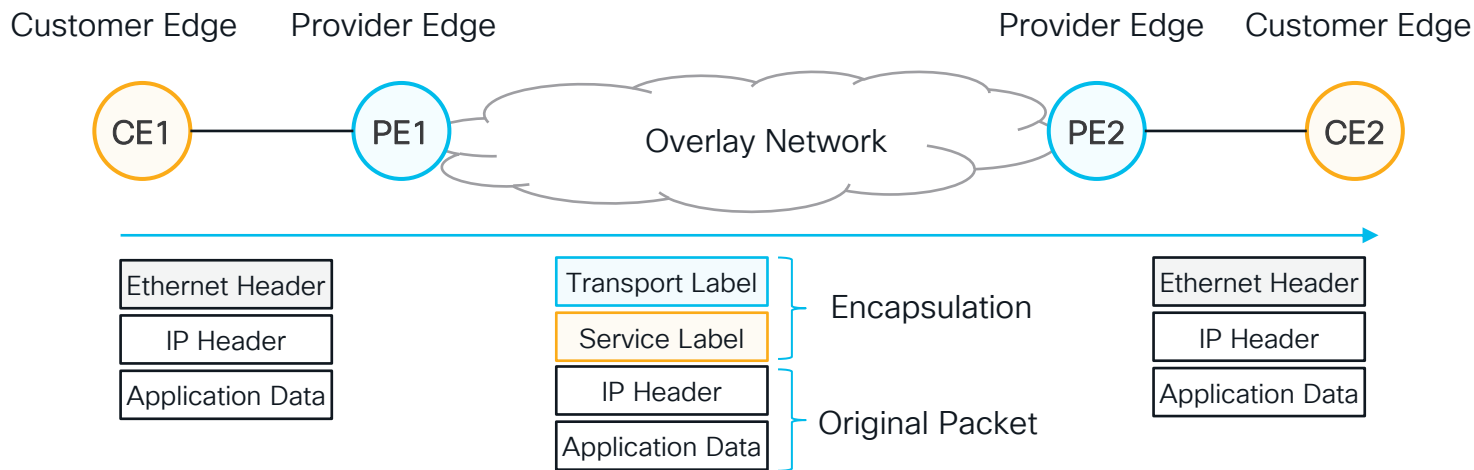 Customer Edge Provider Edge Provider Edge Customer Edge
CE1 PE1 Overlay Network PE2 CE2
Ethernet Header
IP Header
Application Data
Transport Label
Service Label
IP Header
Application Data
Encapsulation
Original Packet
Ethernet Header
IP Header
Application Data